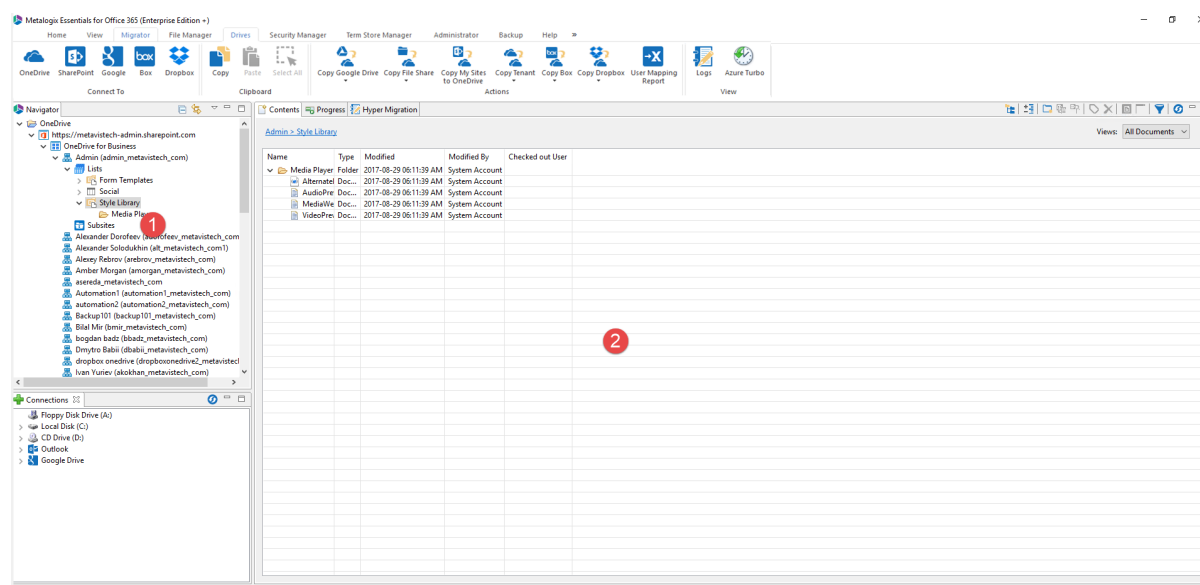 Metalogix Essentials for Office 365 (Enterprise Edition +)
Home View Migrator File Manager Drives Security Manager Term Store Manager Administrator Backup Help »
OneDrive SharePoint Google Box Dropbox Copy Paste Select All Copy Google Drive Copy File Share Copy My Sites to OneDrive Copy Tenant Copy Box Copy Dropbox User Mapping Report Logs Azure Turbo
Connect To Clipboard Actions View
Navigator
Contents Progress Hyper Migration
OneDrive
https://metavistech-admin.sharepoint.com
OneDrive for Business
Admin (admin_metavistech_com)
Lists
Form Templates
Social
Style Library
Media
Subsites
1
Alexander Dorofeev (adorofeev_metavistech_com
Alexander Solodukhin (alt_metavistech_com1)
Alexey Rebrov (arebrov_metavistech_com)
Amber Morgan (amorgan_metavistech_com)
asereda_metavistech_com
Automation1 (automation1_metavistech_com)
automation2 (automation2_metavistech_com)
Backup101 (backup101_metavistech_com)
Bilal Mir (bmir_metavistech_com)
bogdan badz (bbadz_metavistech_com)
Dmytro Babii (dbabii_metavistech_com)
dropbox onedrive (dropboxonedrive2_metavistecl
Ivan Yuriev (akokhan_metavistech_com)
Connections
Floppy Disk Drive (A:)
Local Disk (C:)
CD Drive (D:)
Outlook
Google Drive
Admin > Style Library
Views: All Documents
Name Type Modified Modified By Checked out User
Media Player Folder 2017-08-29 06:11:39 AM System Account
Alternatel Doc... 2017-08-29 06:11:39 AM System Account
AudioPre Doc... 2017-08-29 06:11:39 AM System Account
MediaWe Doc... 2017-08-29 06:11:39 AM System Account
VideoPrev Doc... 2017-08-29 06:11:39 AM System Account
2